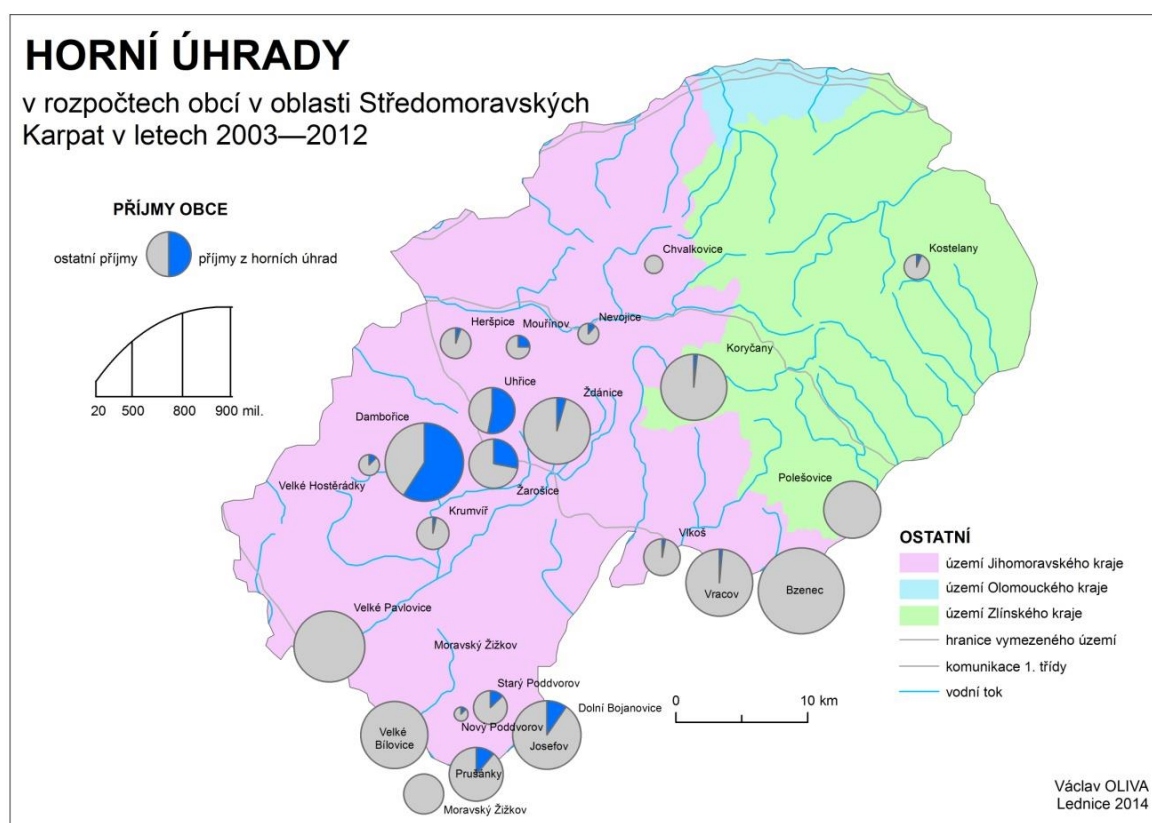 HORNÍ ÚHRADY
v rozpočtech obcí v oblasti Středomoravských
Karpat v letech 2003—2012
PŘÍJMY OBCE
ostatní příjmy
příjmy z horních úhrad
20 500 800 900 mil.
Chvalkovice
Kostelany
Heršpice
Mouřínov
Nevojice
Koryčany
Uhřice
Ždánice
Dambořice
Velké Hostěrádky
Žarošice
Polešovice
Krumvíř
Vlkoš
Vracov
Bzenec
Velké Pavlovice
Moravský Žižkov
Starý Poddvorov
Dolní Bojanovice
Nový Poddvorov
Velké
Bílovice
Josefov
Prušánky
Moravský Žižkov
OSTATNÍ
území Jihomoravského kraje
území Olomouckého kraje
území Zlínského kraje
hranice vymezeného území
komunikace 1. třídy
vodní tok
0 10 km
Václav OLIVA
Lednice 2014